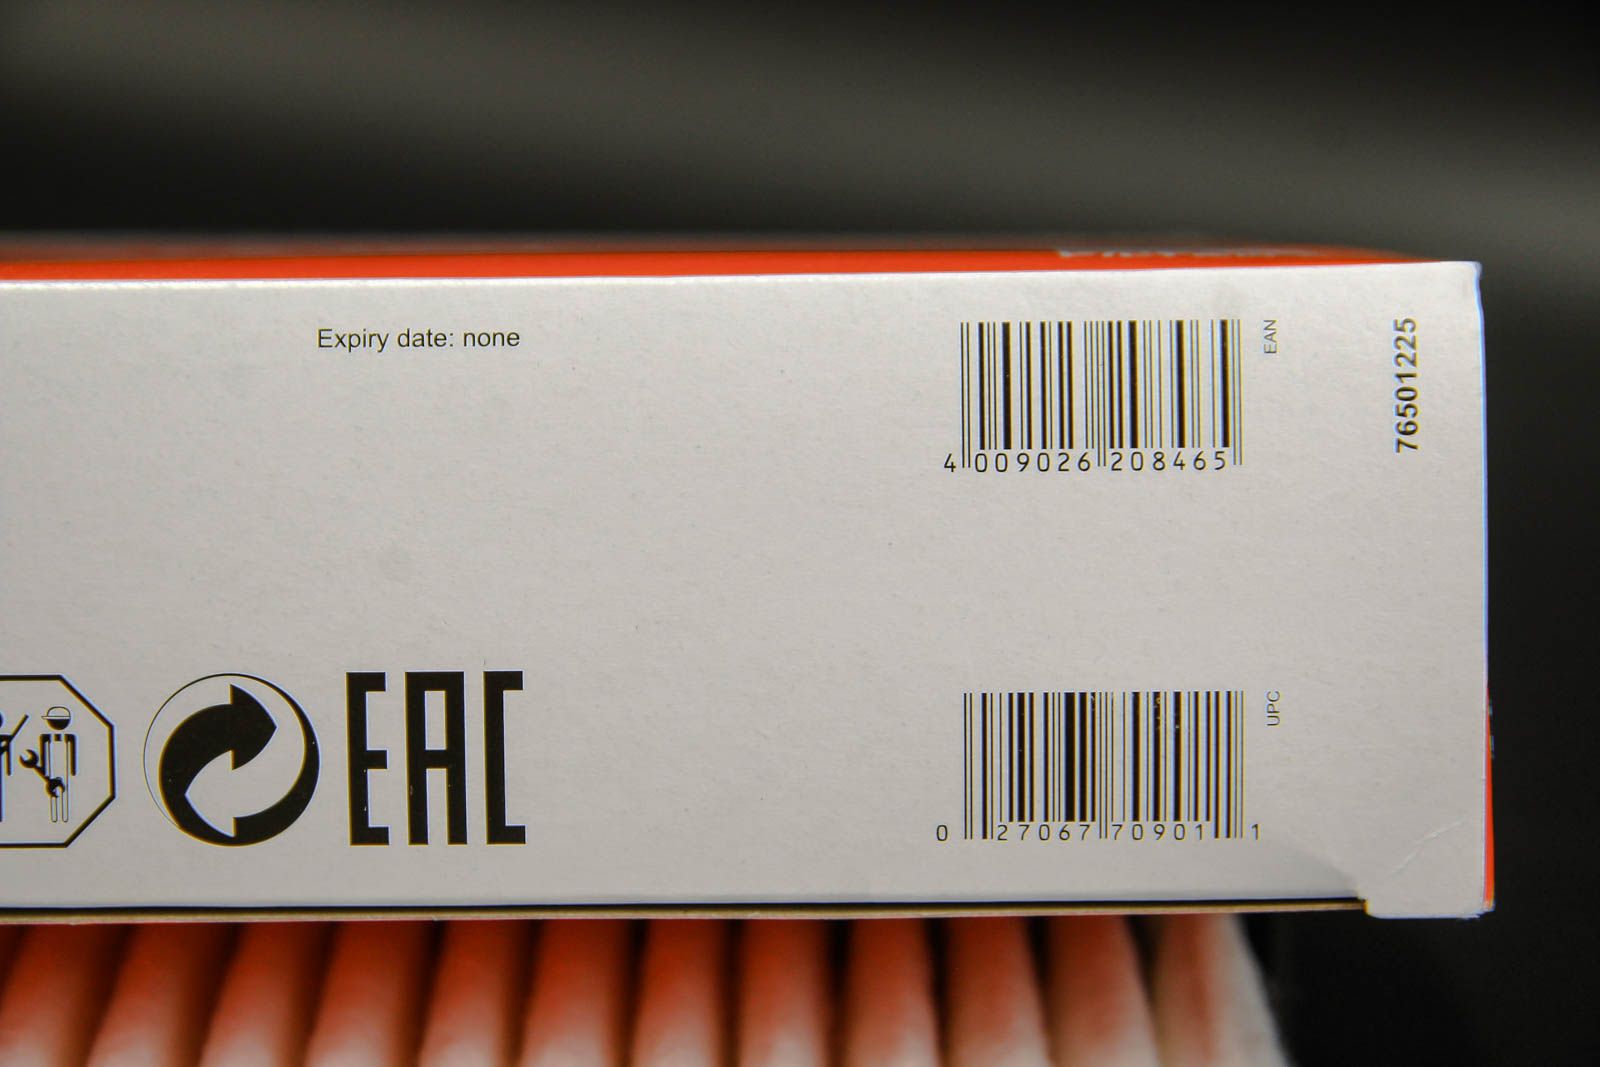 Expiry date: none
EAN
4 009026 208465
76501225
EAC
UPC
0 27067 70901 1